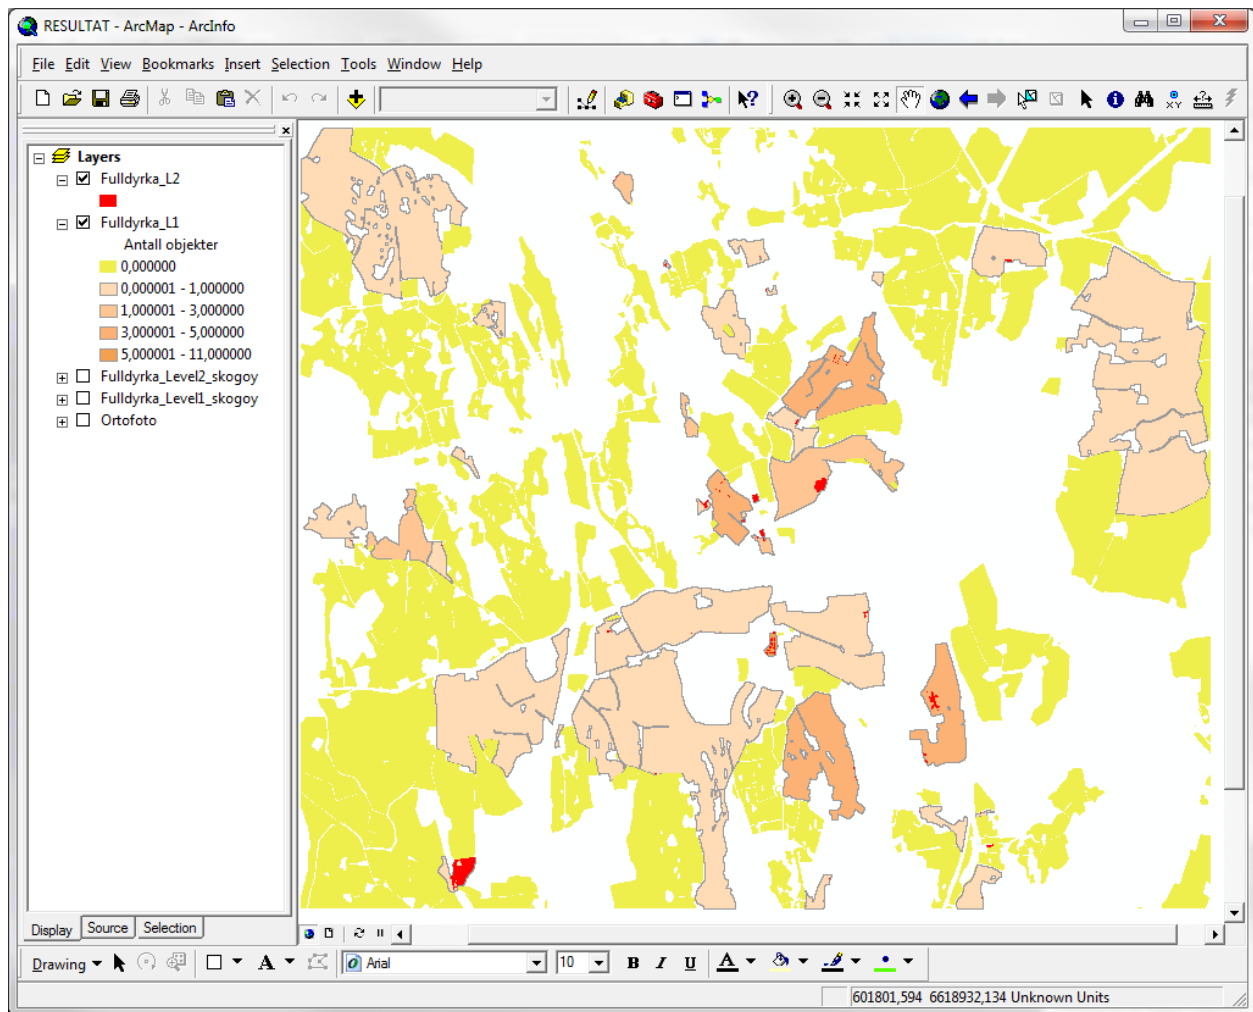 RESULTAT - ArcMap - ArcInfo
File Edit View Bookmarks Insert Selection Tools Window Help
Layers
Fulldyrka_L2
Fulldyrka_L1
Antall objekter
0,000000
0,000001 - 1,000000
1,000001 - 3,000000
3,000001 - 5,000000
5,000001 - 11,000000
Fulldyrka_Level2_skogoy
Fulldyrka_Level1_skogoy
Ortofoto
Display Source Selection
Drawing A Arial 10 B I U A
601801,594 6618932,134 Unknown Units